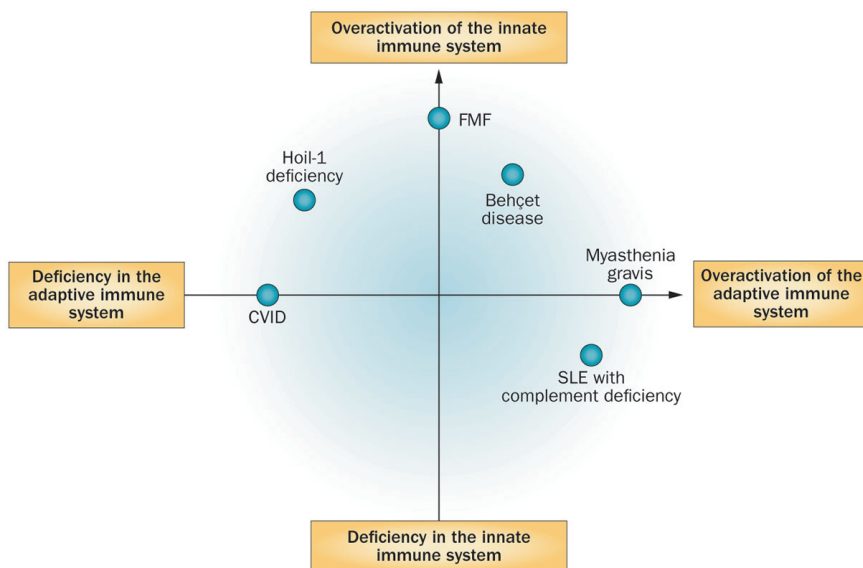 Overactivation of the innate
immune system
FMF
Hoil-1
deficiency
Behçet
disease
Myasthenia
gravis
Deficiency in the
adaptive immune
system
Overactivation of the
adaptive immune
system
CVID
SLE with
complement deficiency
Deficiency in the innate
immune system